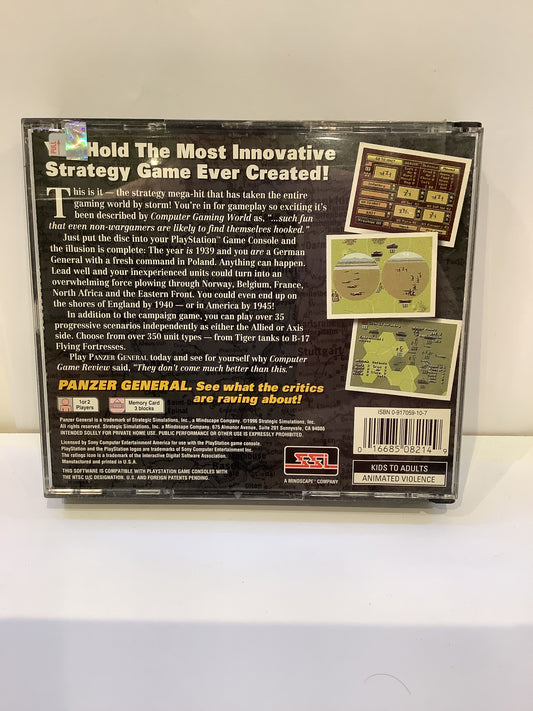 Hold The Most Innovative
Strategy Game Ever Created!
This is it — the strategy mega-hit that has taken the entire
gaming world by storm! You're in for gameplay so exciting it's
been described by Computer Gaming World as, "...such fun
that even non-wargamers are likely to find themselves hooked."
Just put the disc into your PlayStation™ Game Console and
the illusion is complete: The year is 1939 and you are a German
General with a fresh command in Poland. Anything can happen.
Lead well and your inexperienced units could turn into an
overwhelming force plowing through Norway, Belgium, France,
North Africa and the Eastern Front. You could even end up on
the shores of England by 1940 — or in America by 1945!
In addition to the campaign game, you can play over 35
progressive scenarios independently as either the Allied or Axis
side. Choose from over 350 unit types — from Tiger tanks to B-17
Flying Fortresses.
Play PANZER GENERAL today and see for yourself why Computer
Game Review said, "They don't come much better than this."
PANZER GENERAL. See what the critics
are raving about!
1 or 2
Players
Memory Card
3 blocks
Panzer General is a trademark of Strategic Simulations, Inc., a Mindscape Company. ©1996 Strategic Simulations, Inc.
All rights reserved. Strategic Simulations, Inc., a Mindscape Company. 675 Almanor Avenue, Suite 201 Sunnyvale, CA 94086
INTENDED SOLELY FOR PRIVATE HOME USE. PUBLIC PERFORMANCE OR OTHER USE IS EXPRESSLY PROHIBITED.
Licensed by Sony Computer Entertainment America for use with the PlayStation game console.
PlayStation and the PlayStation logos are trademarks of Sony Computer Entertainment Inc.
The ratings icon is a trademark of the Interactive Digital Software Association.
Manufactured and printed in U.S.A.
THIS SOFTWARE IS COMPATIBLE WITH PLAYSTATION GAME CONSOLES WITH
THE NTSC U/C DESIGNATION. U.S. AND FOREIGN PATENTS PENDING.
SSI
A MINDSCAPE® COMPANY
ISBN 0-917059-10-7
0 16685 08214 9
KIDS TO ADULTS
ANIMATED VIOLENCE
PULL
Stuttgart